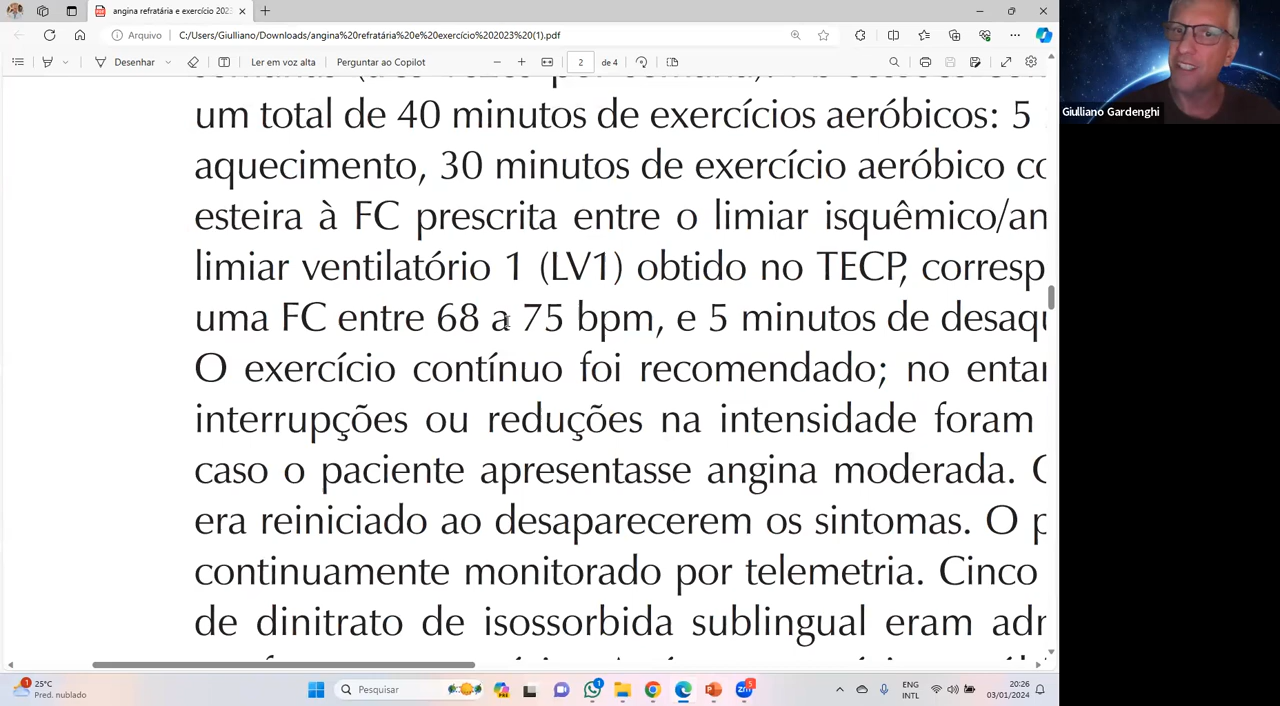 angina refratária e exercício 202
Arquivo
C:/Users/Giulliano/Downloads/angina%20refratária%20e%20exercício%202023%20(1).pdf
Desenhar
Ler em voz alta
Perguntar ao Copilot
2
de 4
Giulliano Gardenghi
um total de 40 minutos de exercícios aeróbicos: 5
aquecimento, 30 minutos de exercício aeróbico co
esteira à FC prescrita entre o limiar isquêmico/an
limiar ventilatório 1 (LV1) obtido no TECP, corresp
uma FC entre 68 a 75 bpm, e 5 minutos de desaqu
O exercício contínuo foi recomendado; no entan
interrupções ou reduções na intensidade foram
caso o paciente apresentasse angina moderada.
era reiniciado ao desaparecerem os sintomas. O p
continuamente monitorado por telemetria. Cinco
de dinitrato de isossorbida sublingual eram adr
25°C
Pred. nublado
Pesquisar
ENG
INTL
20:26
03/01/2024